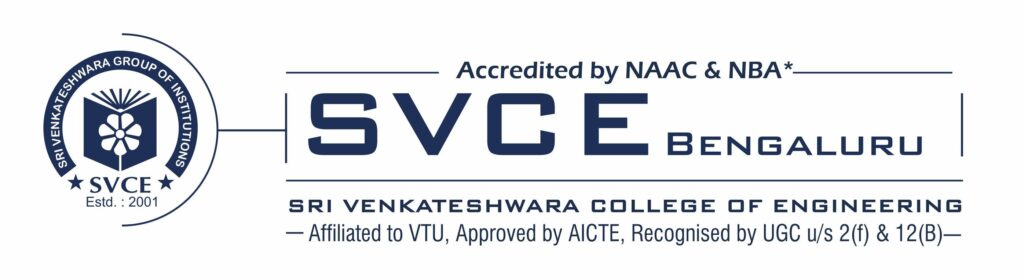 SRI VENKATESHWARA GROUP OF INSTITUTIONS
SVCE
Estd. : 2001
Accredited by NAAC & NBA*
SVCE BENGALURU
SRI VENKATESHWARA COLLEGE OF ENGINEERING
Affiliated to VTU, Approved by AICTE, Recognised by UGC u/s 2(f) & 12(B)